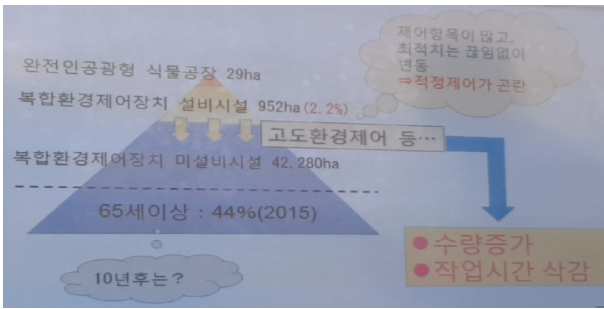 제어항목이 많고,
최적치는 끊임없이
변동
⇒적정제어가 곤란
완전인공광형 식물공장 29ha
복합환경제어장치 설비시설 952ha(2.2%)
고도환경제어 등…
복합환경제어장치 미설비시설 42,280ha
65세이상 : 44%(2015)
●수량증가
●작업시간 삭감
10년후는?